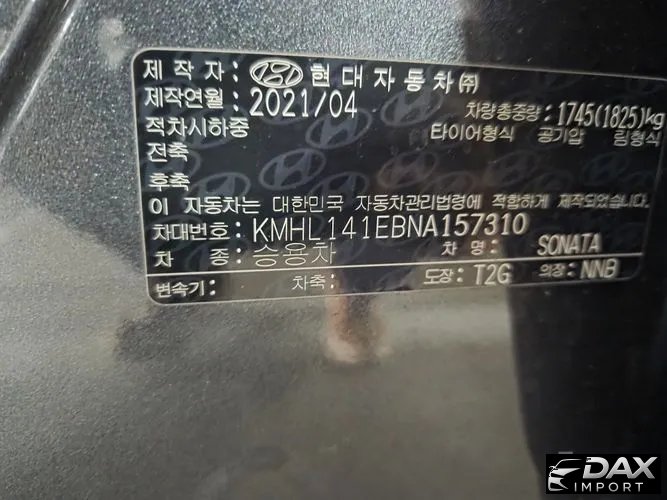 제 작 자 : 현대자동차㈜
제작연월 : 2021/04 차량총중량 : 1745(1825)kg
적차시하중 타이어형식 공기압 림형식
전축
후축
이 자동차는 대한민국 자동차관리법령에 적합하게 제작되었습니다.
차대번호 : KMHL141EBNA157310
차 종 : 승용차 차 명 : SONATA
변속기 : 차축 : 도장 : T2G 의장 : NNB
DAX
IMPORT